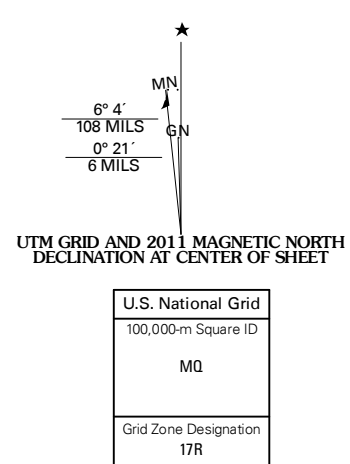 ★
M.N.
6° 4´
108 MILS
GN
0° 21´
6 MILS
UTM GRID AND 2011 MAGNETIC NORTH
DECLINATION AT CENTER OF SHEET
U.S. National Grid
100,000-m Square ID
MQ
Grid Zone Designation
17R